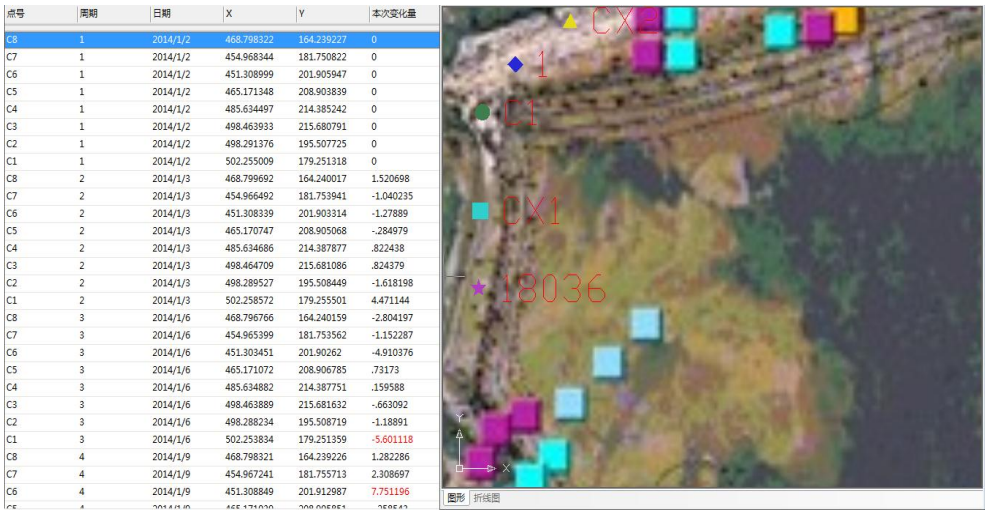 点号 周期 日期 X Y 本次变化量
C8 1 2014/1/2 468.798322 164.239227 0
C7 1 2014/1/2 454.968344 181.750822 0
C6 1 2014/1/2 451.308999 201.905947 0
C5 1 2014/1/2 465.171348 208.903839 0
C4 1 2014/1/2 485.634497 214.385242 0
C3 1 2014/1/2 498.463933 215.680791 0
C2 1 2014/1/2 498.291376 195.507725 0
C1 1 2014/1/2 502.255009 179.251318 0
C8 2 2014/1/3 468.799692 164.240017 1.520698
C7 2 2014/1/3 454.966492 181.753941 -1.040235
C6 2 2014/1/3 451.308339 201.903314 -1.27889
C5 2 2014/1/3 465.170747 208.905068 -.284979
C4 2 2014/1/3 485.634686 214.387877 .822438
C3 2 2014/1/3 498.464709 215.681086 .824379
C2 2 2014/1/3 498.289527 195.508449 -1.618198
C1 2 2014/1/3 502.258572 179.255501 4.471144
C8 3 2014/1/6 468.796766 164.240159 -2.804197
C7 3 2014/1/6 454.965399 181.753562 -1.152287
C6 3 2014/1/6 451.303451 201.90262 -4.910376
C5 3 2014/1/6 465.171072 208.906785 .73173
C4 3 2014/1/6 485.634882 214.387751 .159588
C3 3 2014/1/6 498.463889 215.681632 -.663092
C2 3 2014/1/6 498.288234 195.508719 -1.18891
C1 3 2014/1/6 502.253834 179.251359 -5.601118
C8 4 2014/1/9 468.798321 164.239226 1.282286
C7 4 2014/1/9 454.967241 181.755713 2.308697
C6 4 2014/1/9 451.308849 201.912987 7.751196
1
C1
CX1
18036
Y
X
图形 折线图